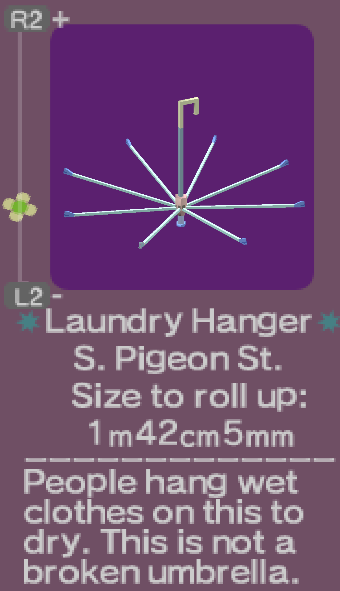 R2 +
L2 -
Laundry Hanger
S. Pigeon St.
Size to roll up:
1m42cm5mm
People hang wet
clothes on this to
dry. This is not a
broken umbrella.